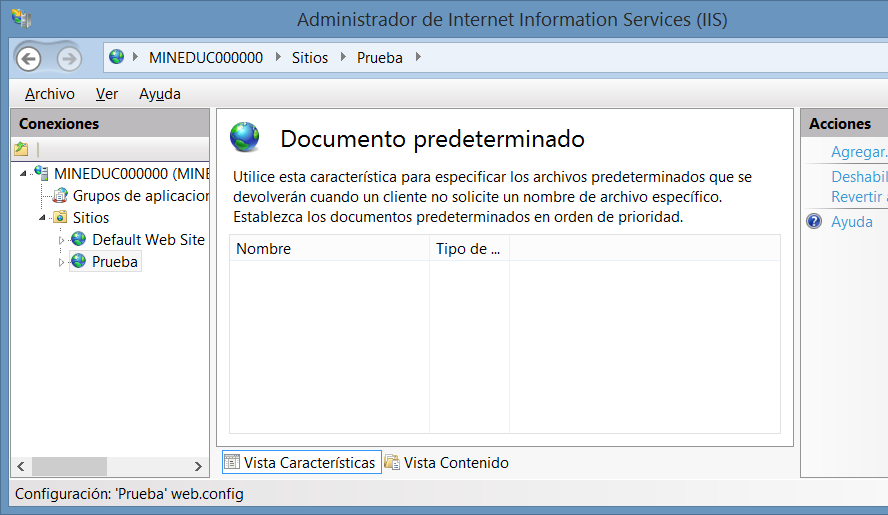 Administrador de Internet Information Services (IIS)
MINEDUC000000 Sitios Prueba
Archivo Ver Ayuda
Conexiones
MINEDUC000000 (MINE
Grupos de aplicacion
Sitios
Default Web Site
Prueba
Documento predeterminado
Utilice esta característica para especificar los archivos predeterminados que se
devolverán cuando un cliente no solicite un nombre de archivo específico.
Establezca los documentos predeterminados en orden de prioridad.
Nombre Tipo de ...
Vista Características Vista Contenido
Acciones
Agregar.
Deshabil
Revertir a
Ayuda
Configuración: 'Prueba' web.config